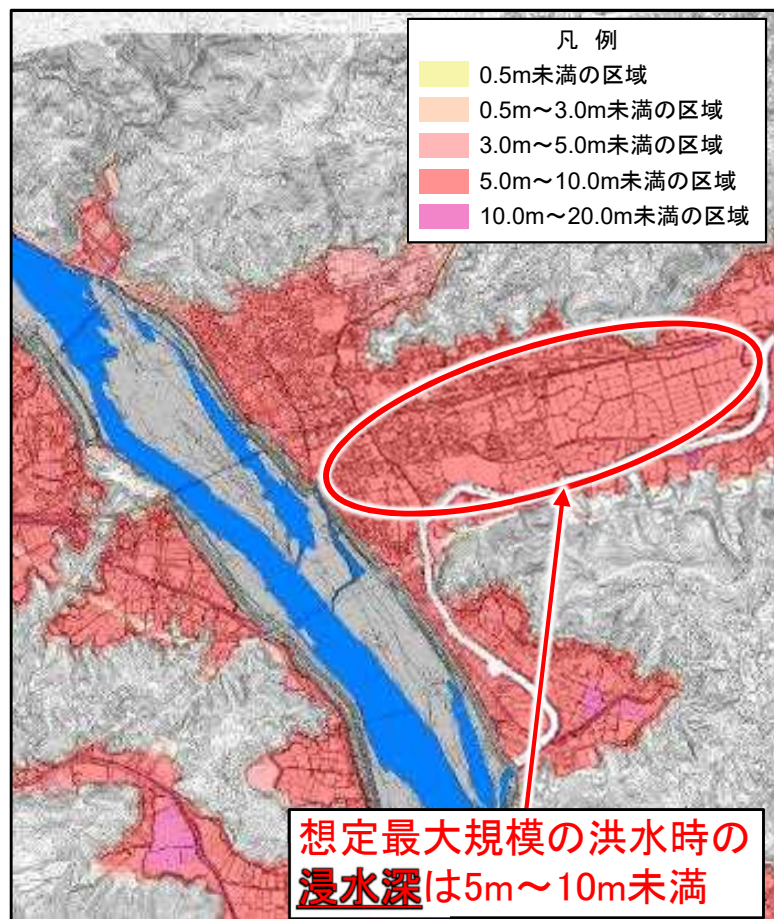 凡 例
0.5m未満の区域
0.5m～3.0m未満の区域
3.0m～5.0m未満の区域
5.0m～10.0m未満の区域
10.0m～20.0m未満の区域
想定最大規模の洪水時の
浸水深は5m～10m未満